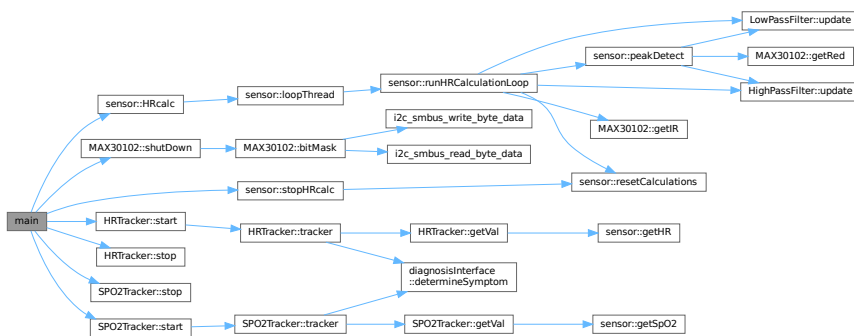 main
sensor::HRcalc
sensor::loopThread
sensor::runHRCalculationLoop
LowPassFilter::update
sensor::peakDetect
MAX30102::getRed
HighPassFilter::update
MAX30102::getIR
sensor::resetCalculations
MAX30102::shutDown
MAX30102::bitMask
i2c_smbus_write_byte_data
i2c_smbus_read_byte_data
sensor::stopHRcalc
HRTracker::start
HRTracker::tracker
HRTracker::getVal
sensor::getHR
HRTracker::stop
diagnosisInterface
::determineSymptom
SPO2Tracker::stop
SPO2Tracker::start
SPO2Tracker::tracker
SPO2Tracker::getVal
sensor::getSpO2